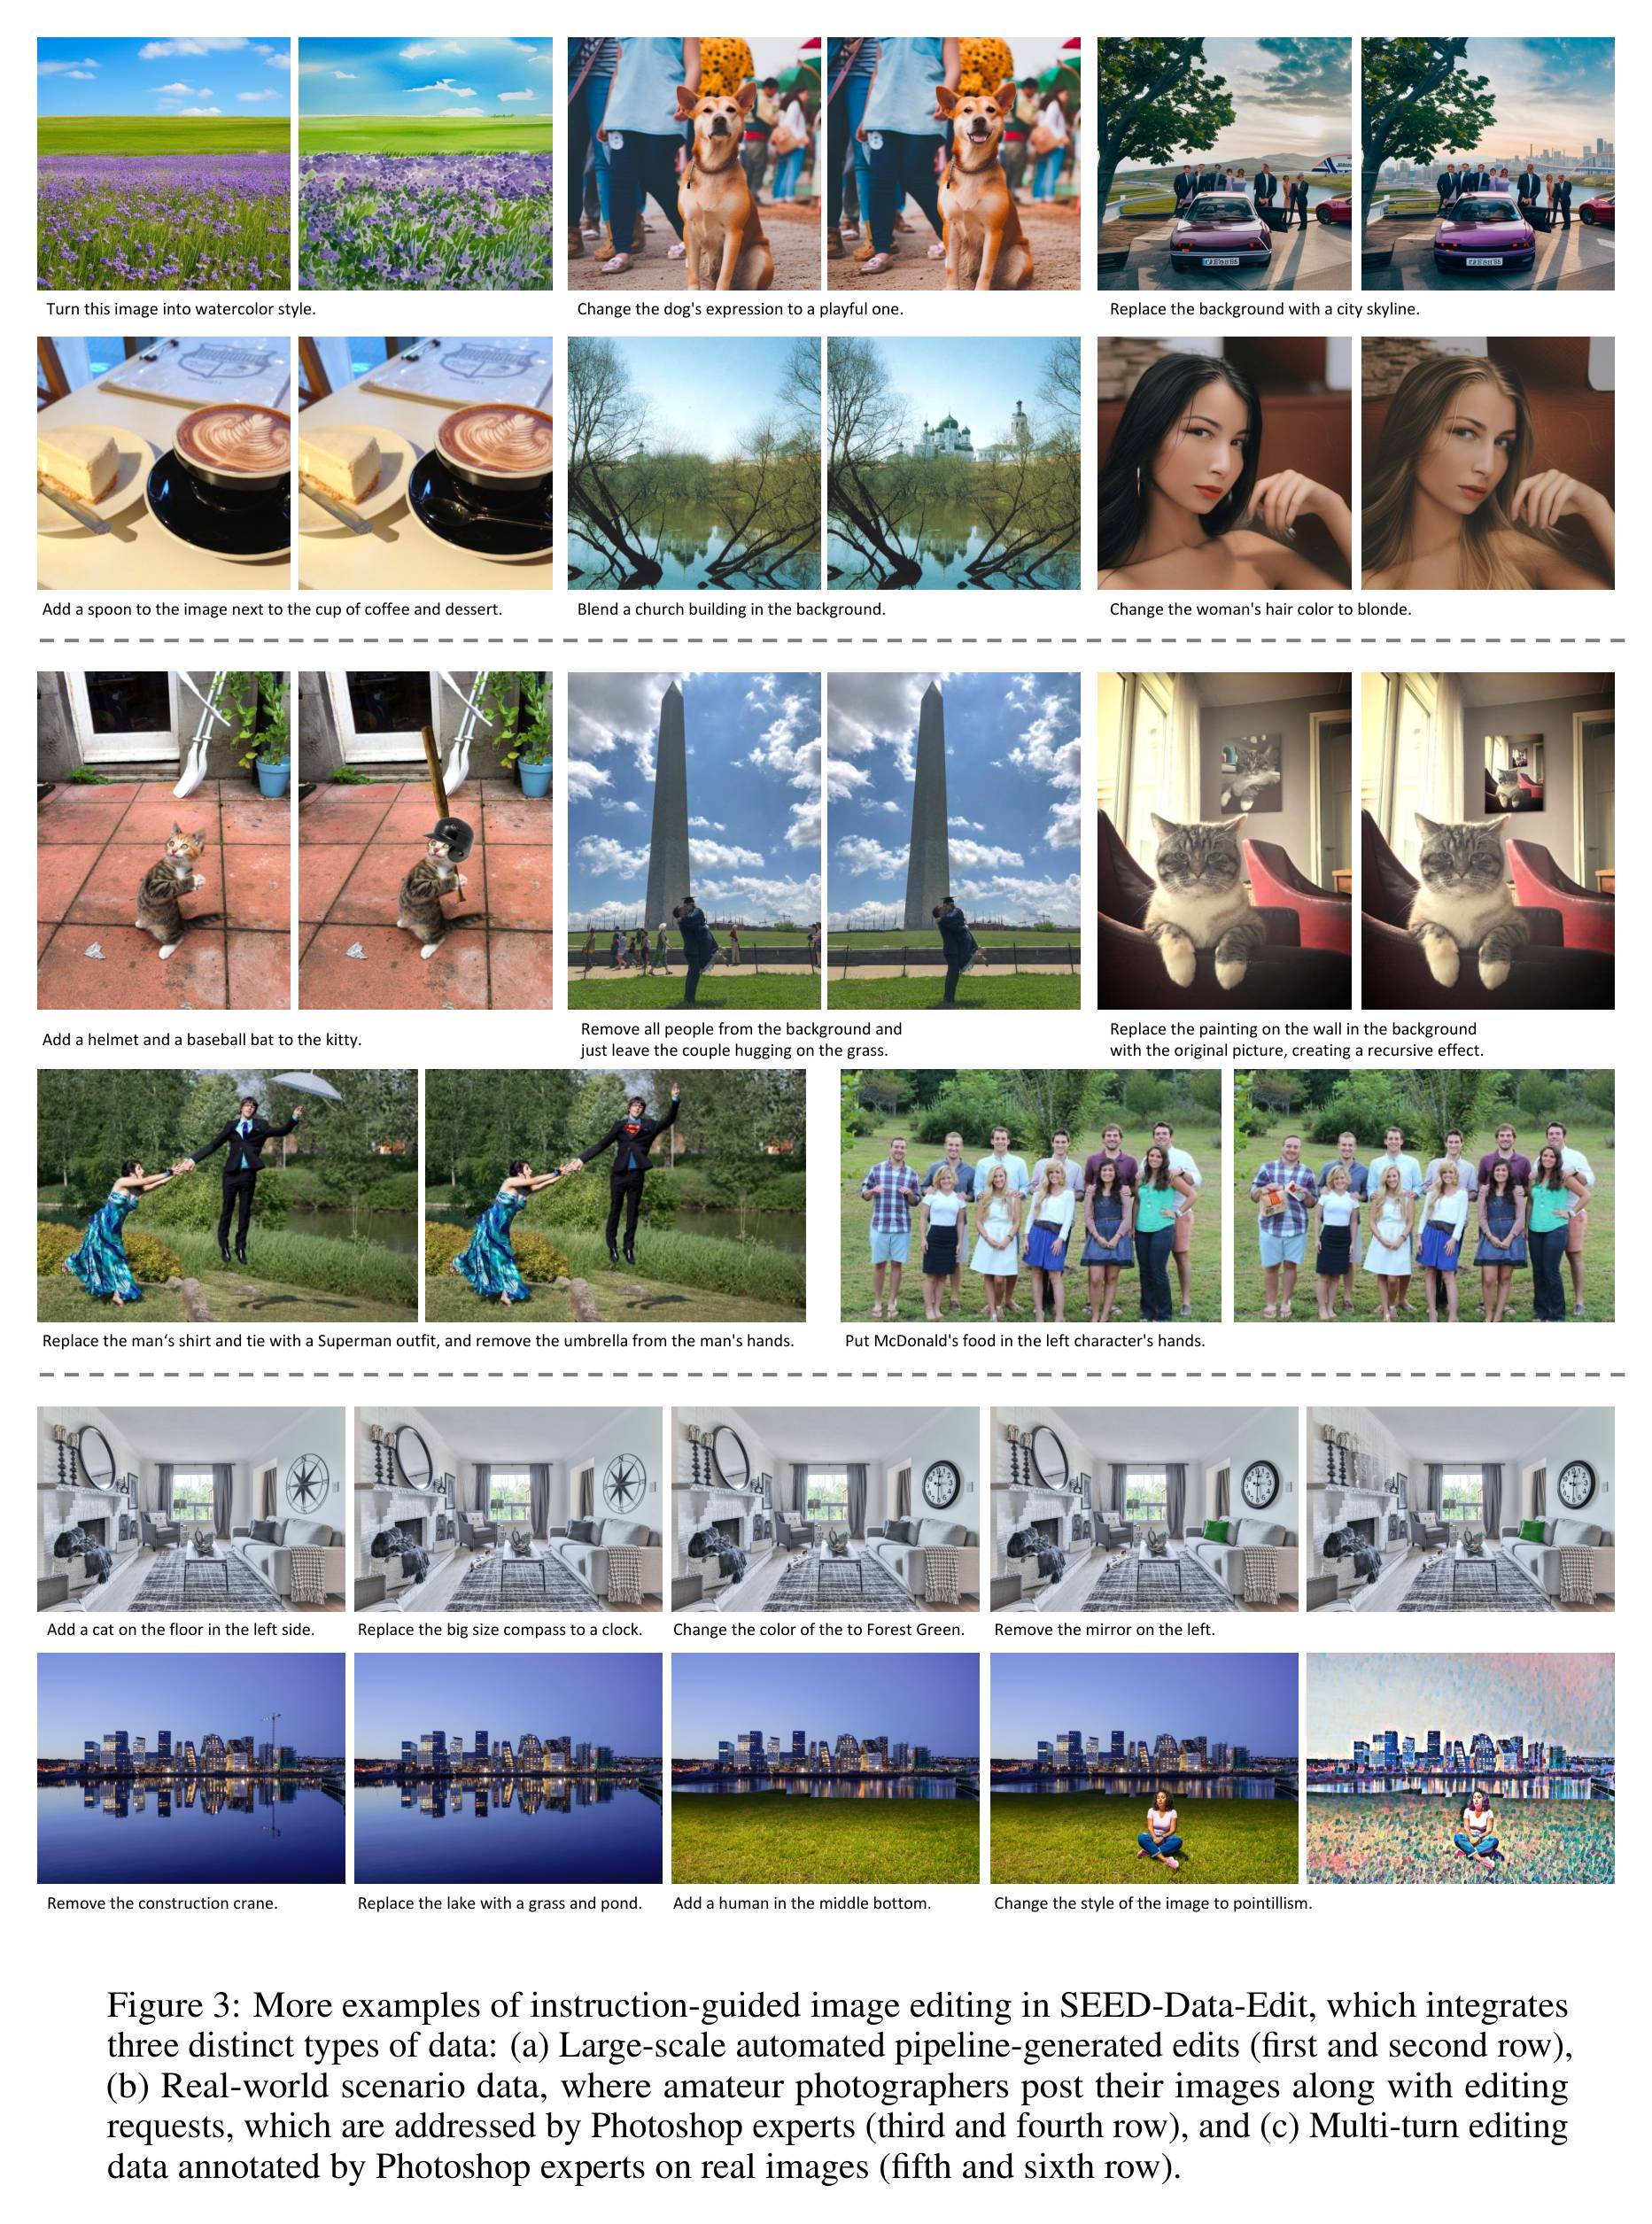 Turn this image into watercolor style.
Change the dog's expression to a playful one.
Replace the background with a city skyline.
Add a spoon to the image next to the cup of coffee and dessert.
Blend a church building in the background.
Change the woman's hair color to blonde.
Add a helmet and a baseball bat to the kitty.
Remove all people from the background and
just leave the couple hugging on the grass.
Replace the painting on the wall in the background
with the original picture, creating a recursive effect.
Replace the man‘s shirt and tie with a Superman outfit, and remove the umbrella from the man's hands.
Put McDonald's food in the left character's hands.
Add a cat on the floor in the left side.
Replace the big size compass to a clock.
Change the color of the to Forest Green.
Remove the mirror on the left.
Remove the construction crane.
Replace the lake with a grass and pond.
Add a human in the middle bottom.
Change the style of the image to pointillism.
Figure 3: More examples of instruction-guided image editing in SEED-Data-Edit, which integrates
three distinct types of data: (a) Large-scale automated pipeline-generated edits (first and second row),
(b) Real-world scenario data, where amateur photographers post their images along with editing
requests, which are addressed by Photoshop experts (third and fourth row), and (c) Multi-turn editing
data annotated by Photoshop experts on real images (fifth and sixth row).